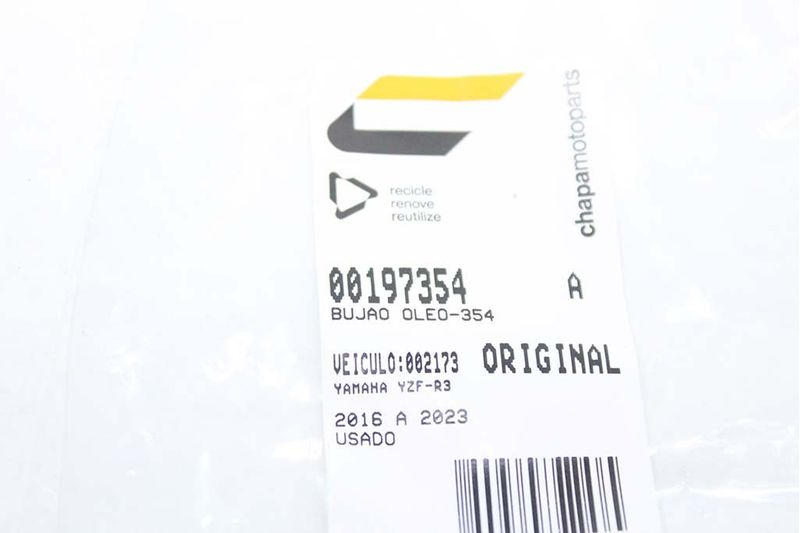 chapamotoparts
recicle
renove
reutilize
00197354 A
BUJAO OLEO-354
VEICULO:002173 ORIGINAL
YAMAHA YZF-R3
2016 A 2023
USADO